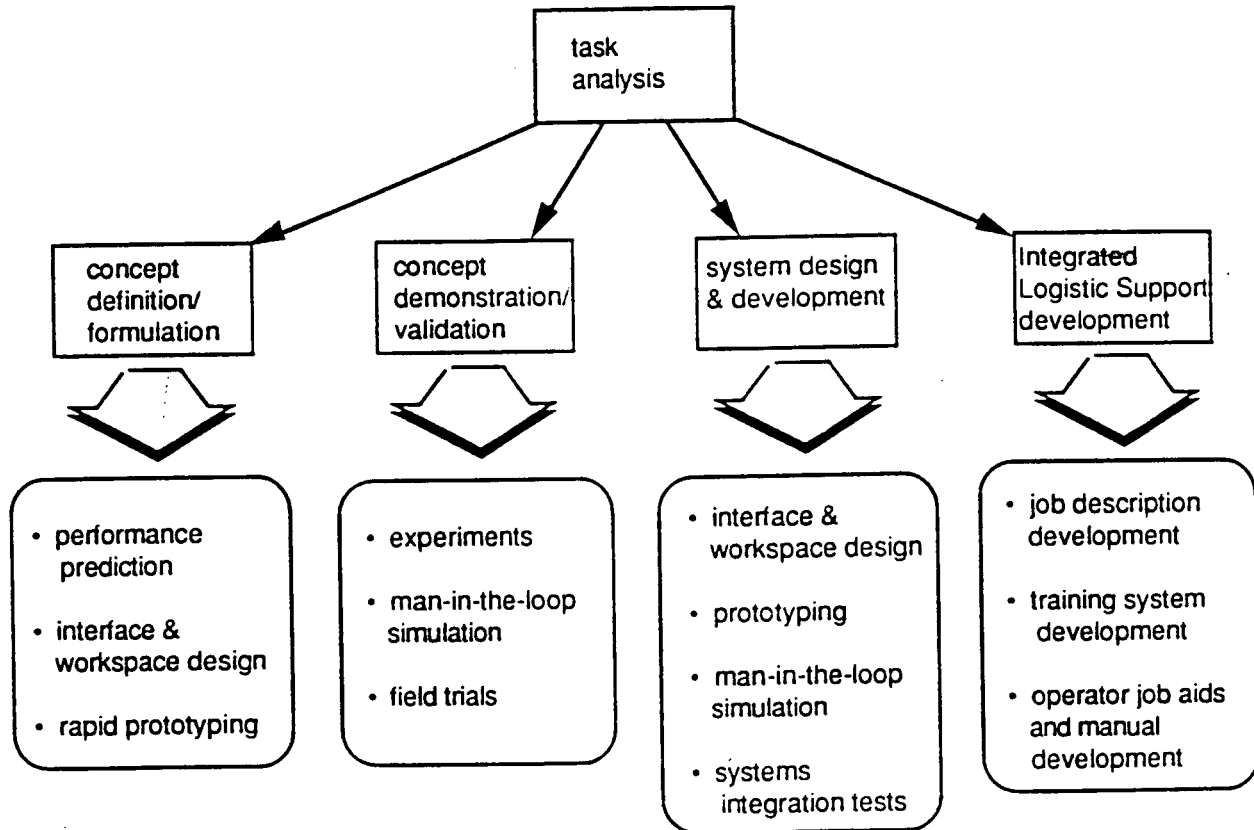 task
analysis
concept
definition/
formulation
concept
demonstration/
validation
system design
& development
Integrated
Logistic Support
development
• performance
prediction
• interface &
workspace design
• rapid prototyping
• experiments
• man-in-the-loop
simulation
• field trials
• interface &
workspace design
• prototyping
• man-in-the-loop
simulation
• systems
integration tests
• job description
development
• training system
development
• operator job aids
and manual
development